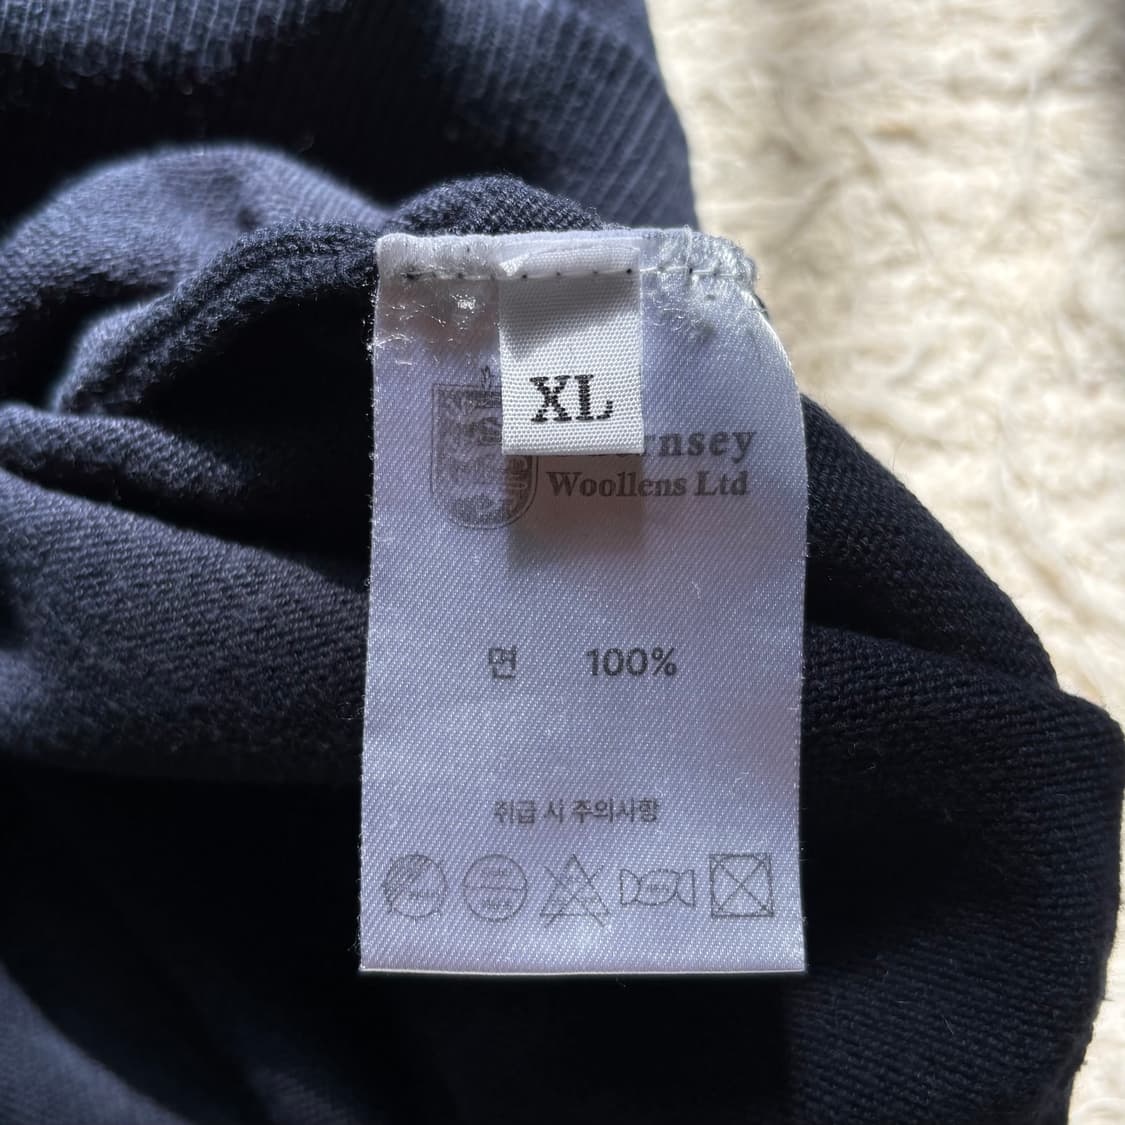 XL
rnsey
Woollens Ltd
면 100%
취급 시 주의사항